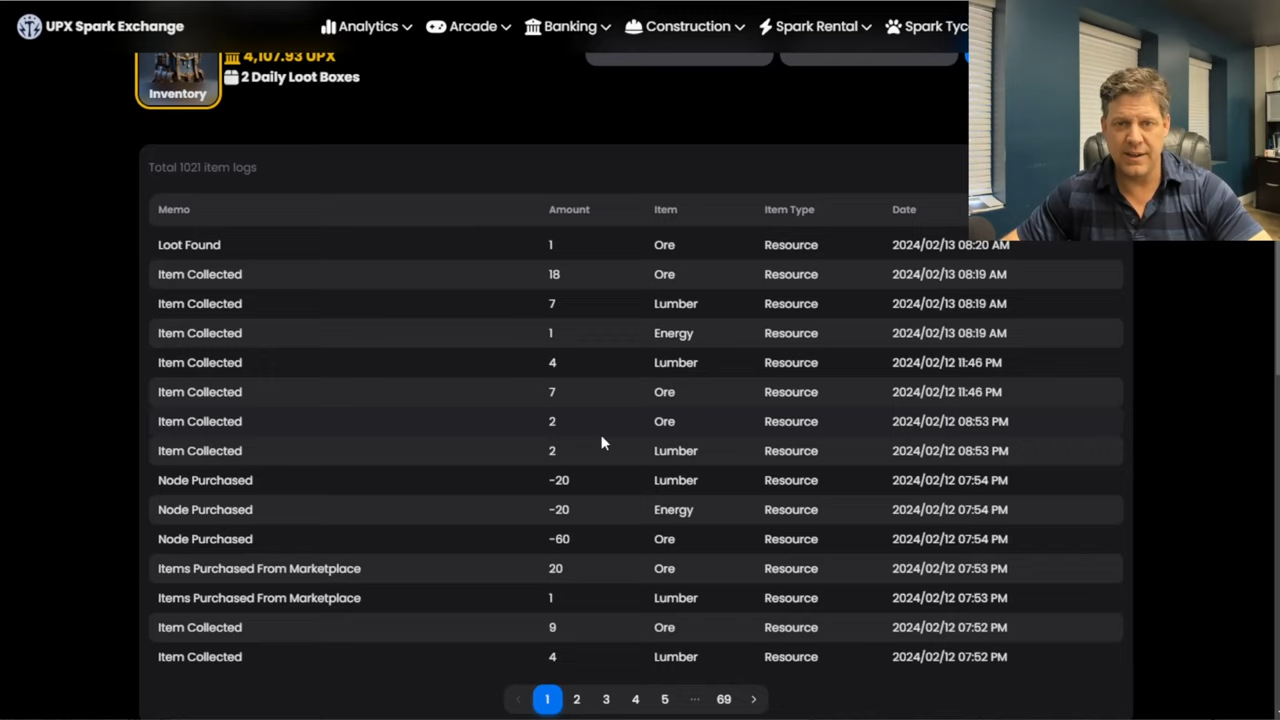 UPX Spark Exchange Analytics Arcade Banking Construction Spark Rental Spark Tyc
4,107.93 UPX
2 Daily Loot Boxes
Inventory
Total 1021 item logs
Memo Amount Item Item Type Date
Loot Found 1 Ore Resource 2024/02/13 08:20 AM
Item Collected 18 Ore Resource 2024/02/13 08:19 AM
Item Collected 7 Lumber Resource 2024/02/13 08:19 AM
Item Collected 1 Energy Resource 2024/02/13 08:19 AM
Item Collected 4 Lumber Resource 2024/02/12 11:46 PM
Item Collected 7 Ore Resource 2024/02/12 11:46 PM
Item Collected 2 Ore Resource 2024/02/12 08:53 PM
Item Collected 2 Lumber Resource 2024/02/12 08:53 PM
Node Purchased -20 Lumber Resource 2024/02/12 07:54 PM
Node Purchased -20 Energy Resource 2024/02/12 07:54 PM
Node Purchased -60 Ore Resource 2024/02/12 07:54 PM
Items Purchased From Marketplace 20 Ore Resource 2024/02/12 07:53 PM
Items Purchased From Marketplace 1 Lumber Resource 2024/02/12 07:53 PM
Item Collected 9 Ore Resource 2024/02/12 07:52 PM
Item Collected 4 Lumber Resource 2024/02/12 07:52 PM
1 2 3 4 5 ... 69